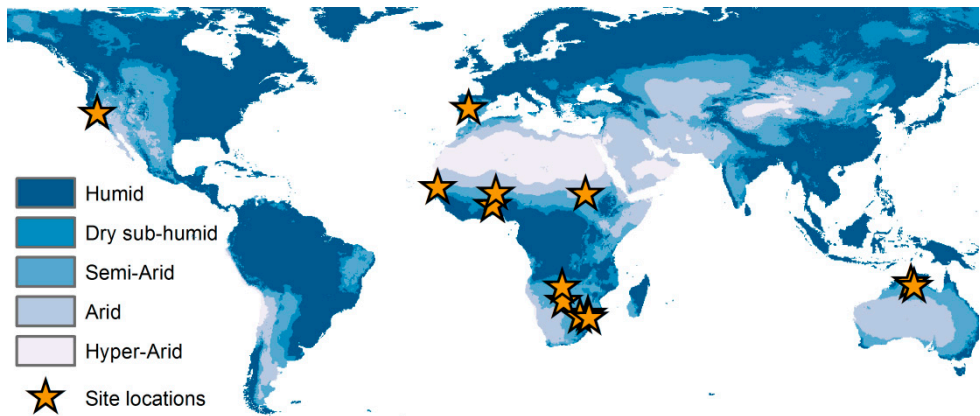 Humid
Dry sub-humid
Semi-Arid
Arid
Hyper-Arid
Site locations